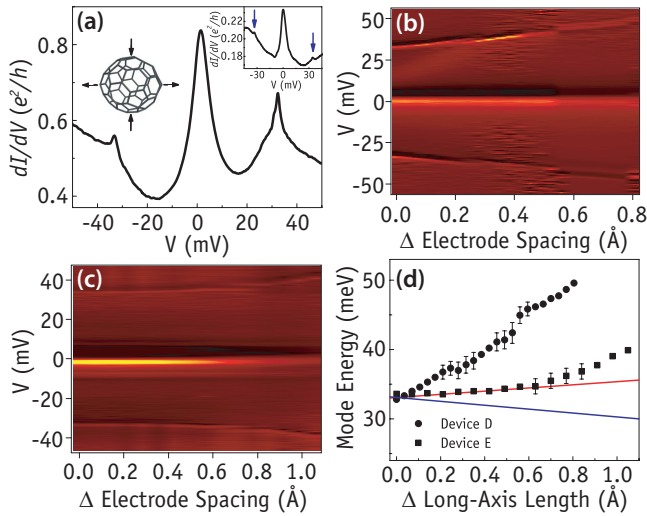 (a)
dI/dV (e²/h)
0.8
0.6
0.4
-50
-25
0
25
50
V (mV)
dI/dV (e²/h)
0.22
0.20
0.18
-30
0
30
V (mV)
(b)
V (mV)
50
25
0
-25
-50
0.0
0.2
0.4
0.6
0.8
Δ Electrode Spacing (Å)
(c)
V (mV)
40
20
0
-20
-40
0.0
0.2
0.4
0.6
0.8
1.0
Δ Electrode Spacing (Å)
(d)
Mode Energy (meV)
50
40
30
0.0
0.2
0.4
0.6
0.8
1.0
Δ Long-Axis Length (Å)
Device D
Device E